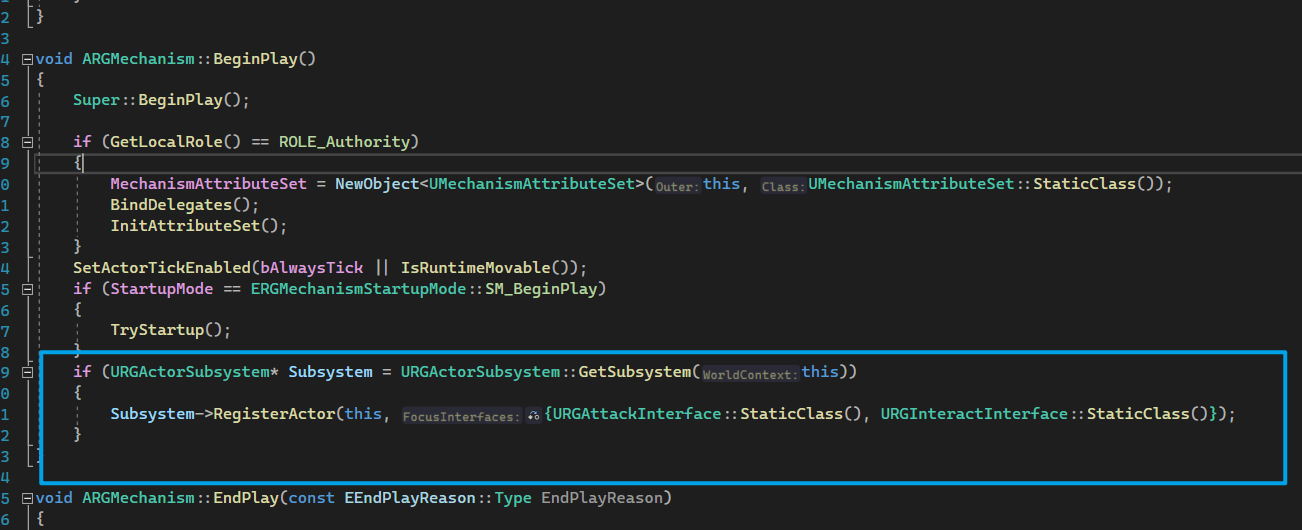 2 }
3
4 void ARGMechanism::BeginPlay()
5 {
6 Super::BeginPlay();
7
8 if (GetLocalRole() == ROLE_Authority)
9 {
0 MechanismAttributeSet = NewObject<UMechanismAttributeSet>(Outer:this, Class:UMechanismAttributeSet::StaticClass());
1 BindDelegates();
2 InitAttributeSet();
3 }
4 SetActorTickEnabled(bAlwaysTick || IsRuntimeMovable());
5 if (StartupMode == ERGMechanismStartupMode::SM_BeginPlay)
6 {
7 TryStartup();
8 }
9 if (URGActorSubsystem* Subsystem = URGActorSubsystem::GetSubsystem(WorldContext:this))
0 {
1 Subsystem->RegisterActor(this, FocusInterfaces:{URGAttackInterface::StaticClass(), URGInteractInterface::StaticClass()});
2 }
3
4
5 void ARGMechanism::EndPlay(const EEndPlayReason::Type EndPlayReason)
6 {